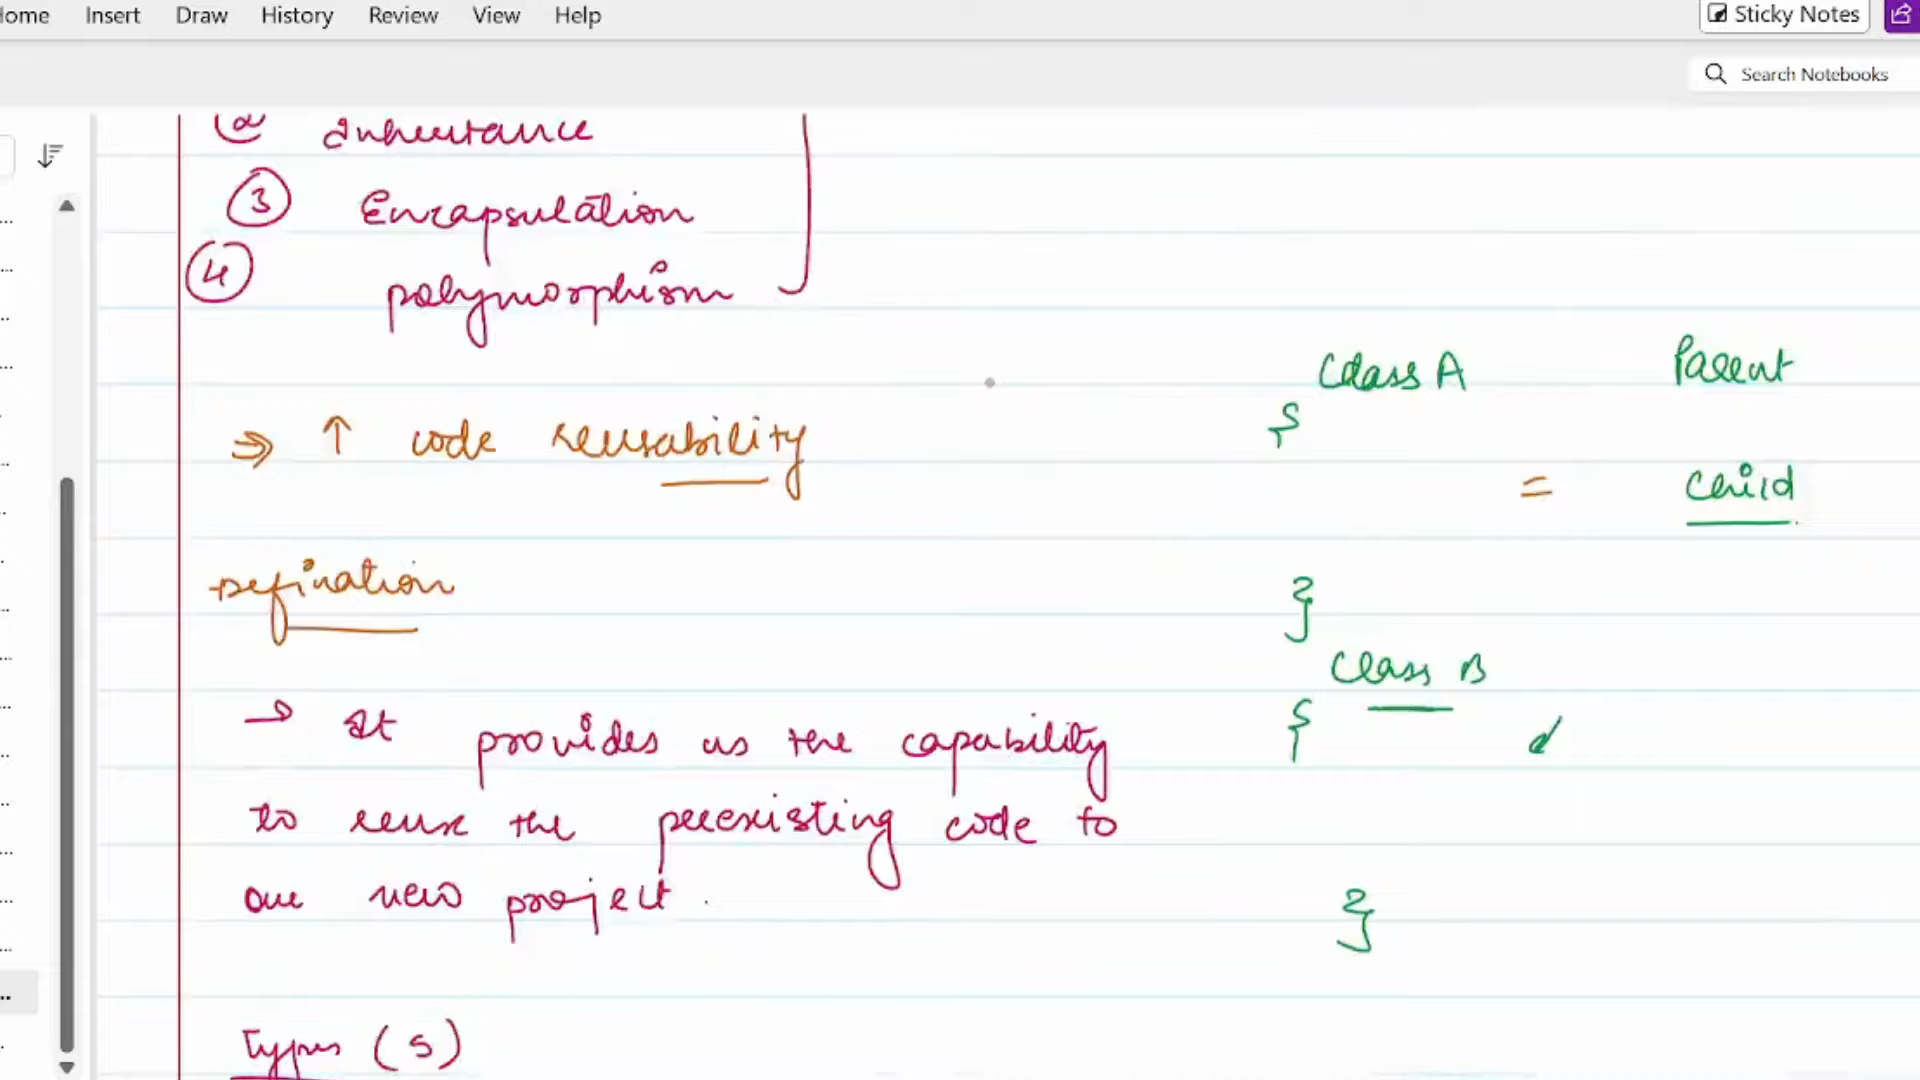 Home Insert Draw History Review View Help
Sticky Notes
Search Notebooks
2 Inheritance
3 Encapsulation
4 polymorphism
⇒ ↑ code reusability
Defination
→ It provides us the capability
to reuse the preexisting code to
our new project.
Types (5)
Class A Parent
{
= Child
}
Class B
{
}